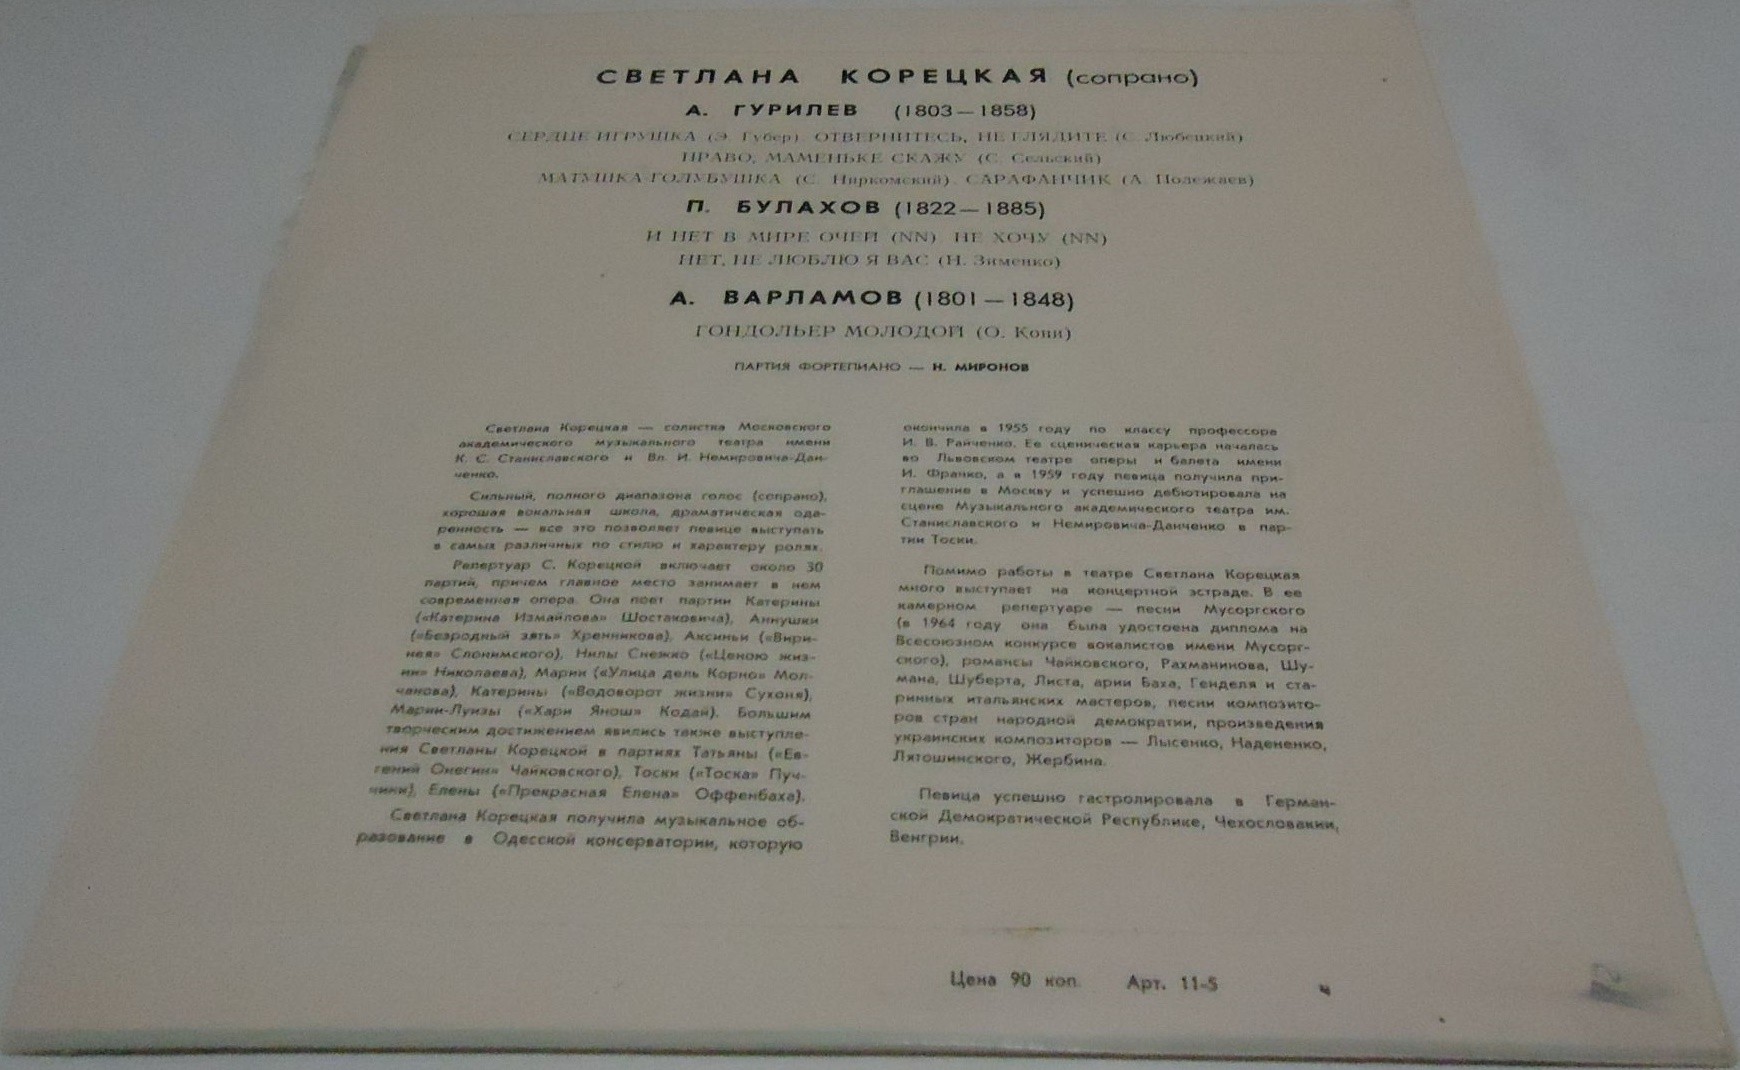 СВЕТЛАНА КОРЕЦКАЯ (сопрано)
А. ГУРИЛЕВ (1803—1858)
СЕРДЦЕ-ИГРУШКА (Э. Губер). ОТВЕРНИТЕСЬ, НЕ ГЛЯДИТЕ (С. Любецкий)
ПРАВО, МАМЕНЬКЕ СКАЖУ (С. Сельский)
МАТУШКА-ГОЛУБУШКА (С. Ниркомский). САРАФАНЧИК (А. Полежаев)
П. БУЛАХОВ (1822—1885)
И НЕТ В МИРЕ ОЧЕЙ (NN). НЕ ХОЧУ (NN)
НЕТ, НЕ ЛЮБЛЮ Я ВАС (Н. Зименко)
А. ВАРЛАМОВ (1801—1848)
ГОНДОЛЬЕР МОЛОДОЙ (О. Кони)
ПАРТИЯ ФОРТЕПИАНО — Н. МИРОНОВ
Светлана Корецкая — солистка Московского
академического музыкального театра имени
К. С. Станиславского и Вл. И. Немировича-Дан-
ченко.
Сильный, полного диапазона голос (сопрано),
хорошая вокальная школа, драматическая ода-
ренность — все это позволяет певице выступать
в самых различных по стилю и характеру ролях.
Репертуар С. Корецкой включает около 30
партий, причем главное место занимает в нем
современная опера. Она поет партии Катерины
(«Катерина Измайлова» Шостаковича), Аннушки
(«Безродный зять» Хренникова), Аксиньи («Вири-
нея» Слонимского), Нилы Снежко («Ценою жиз-
ни» Николаева), Марии («Улица дель Корно» Мол-
чанова), Катерины («Водоворот жизни» Сухоня),
Марии-Луизы («Хари Янош» Кодай). Большим
творческим достижением явились также выступле-
ния Светланы Корецкой в партиях Татьяны («Ев-
гений Онегин» Чайковского), Тоски («Тоска» Пуч-
чини), Елены («Прекрасная Елена» Оффенбаха).
Светлана Корецкая получила музыкальное об-
разование в Одесской консерватории, которую
окончила в 1955 году по классу профессора
И. В. Райченко. Ее сценическая карьера началась
во Львовском театре оперы и балета имени
И. Франко, а в 1959 году певица получила при-
глашение в Москву и успешно дебютировала на
сцене Музыкального академического театра им.
Станиславского и Немировича-Данченко в пар-
тии Тоски.
Помимо работы в театре Светлана Корецкая
много выступает на концертной эстраде. В ее
камерном репертуаре — песни Мусоргского
(в 1964 году она была удостоена диплома на
Всесоюзном конкурсе вокалистов имени Мусорг-
ского), романсы Чайковского, Рахманинова, Шу-
мана, Шуберта, Листа, арии Баха, Генделя и ста-
ринных итальянских мастеров, песни композито-
ров стран народной демократии, произведения
украинских композиторов — Лысенко, Надененко,
Лятошинского, Жербина.
Певица успешно гастролировала в Герман-
ской Демократической Республике, Чехословакии,
Венгрии.
Цена 90 коп. Арт. 11-5